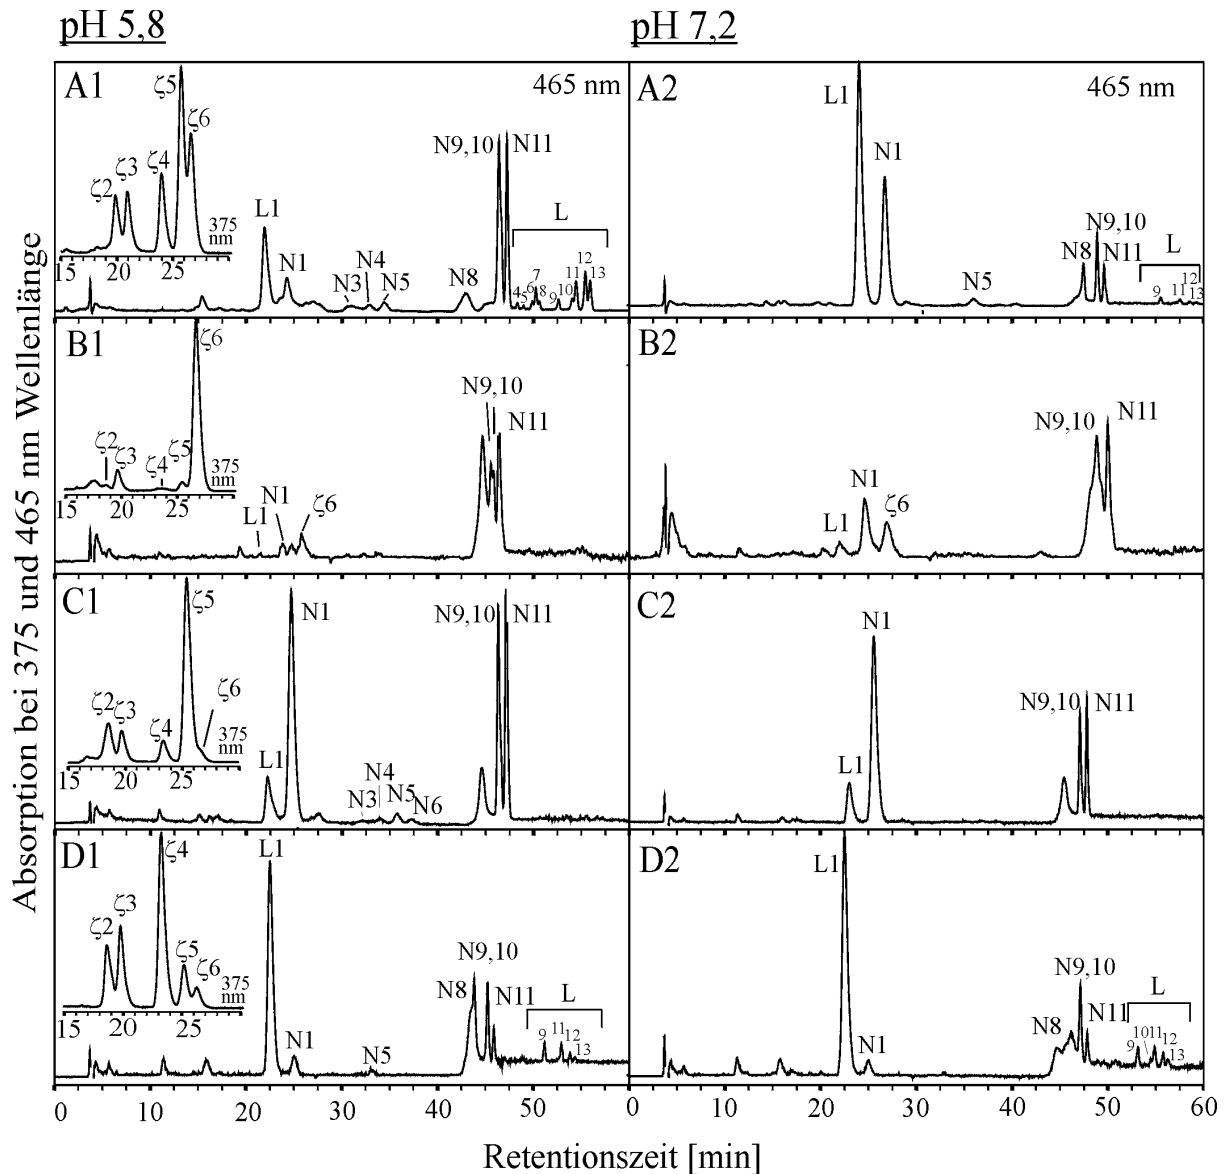 pH 5,8
pH 7,2
Absorption bei 375 und 465 nm Wellenlänge
A1
465 nm
ζ2
ζ3
ζ4
ζ5
ζ6
375
nm
15 20 25
L1
N1
N3
N4
N5
N8
N9,10
N11
L
4 5 6 7 8 9 10 11 12 13
A2
465 nm
L1
N1
N5
N8
N9,10
N11
L
9 11 12 13
B1
ζ2
ζ3
ζ4
ζ5
ζ6
375
nm
15 20 25
L1
N1
ζ6
N9,10
N11
B2
L1
N1
ζ6
N9,10
N11
C1
ζ2
ζ3
ζ4
ζ5
ζ6
375
nm
15 20 25
L1
N1
N3
N4
N5
N6
N9,10
N11
C2
L1
N1
N9,10
N11
D1
ζ2
ζ3
ζ4
ζ5
ζ6
375
nm
15 20 25
L1
N1
N5
N8
N9,10
N11
L
9 11 12 13
D2
L1
N1
N8
N9,10
N11
L
9 10 11 12 13
0 10 20 30 40 50 0 10 20 30 40 50 60
Retentionszeit [min]